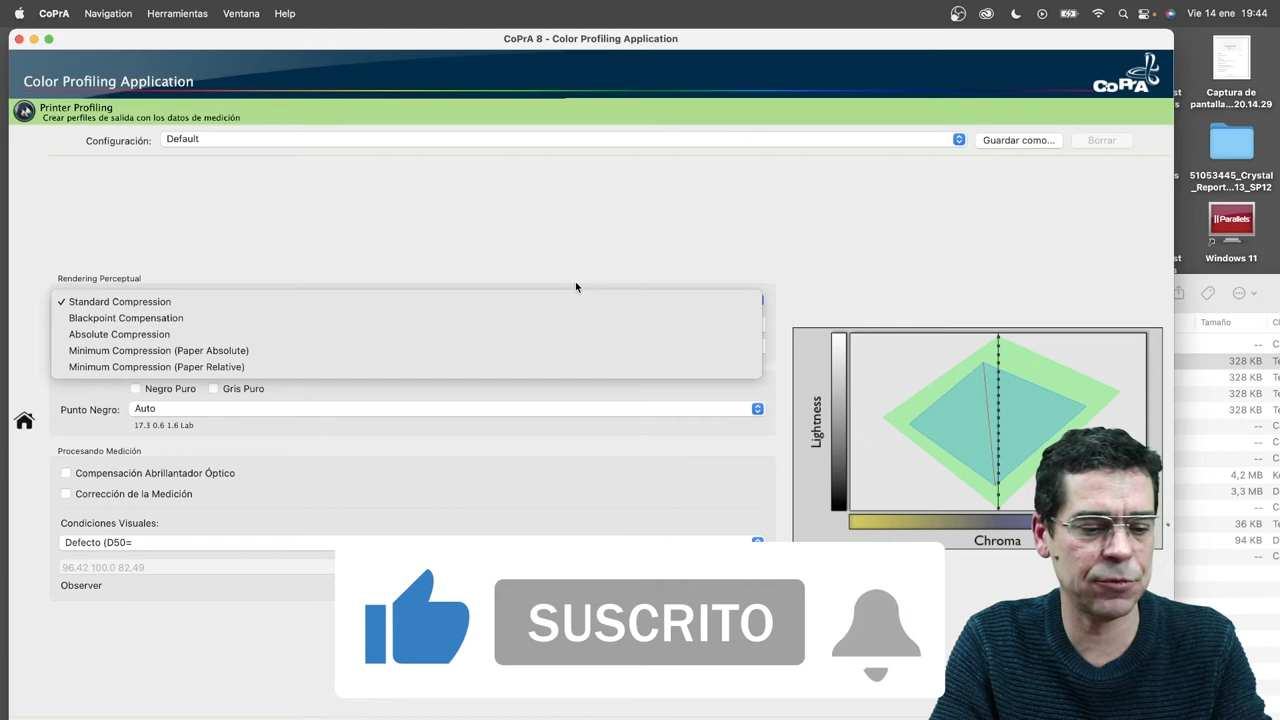 CoPrA Navigation Herramientas Ventana Help Vie 14 ene 19:44
CoPrA 8 - Color Profiling Application
Color Profiling Application
CoPrA
Printer Profiling
Crear perfiles de salida con los datos de medición
Configuración: Default Guardar como... Borrar
Rendering Perceptual
✓ Standard Compression
Blackpoint Compensation
Absolute Compression
Minimum Compression (Paper Absolute)
Minimum Compression (Paper Relative)
Negro Puro Gris Puro
Punto Negro: Auto
17.3 0.6 1.6 Lab
Procesando Medición
Compensación Abrillantador Óptico
Corrección de la Medición
Condiciones Visuales:
Defecto (D50=
96.42 100.0 82.49
Observer
Lightness
Chroma
SUSCRITO
Captura de
pantalla...20.14.29
51053445_Crystal
_Report...13_SP12
Parallels
Windows 11
Tamaño
--
328 KB
328 KB
328 KB
328 KB
--
--
4,2 MB
3,3 MB
--
36 KB
94 KB
--